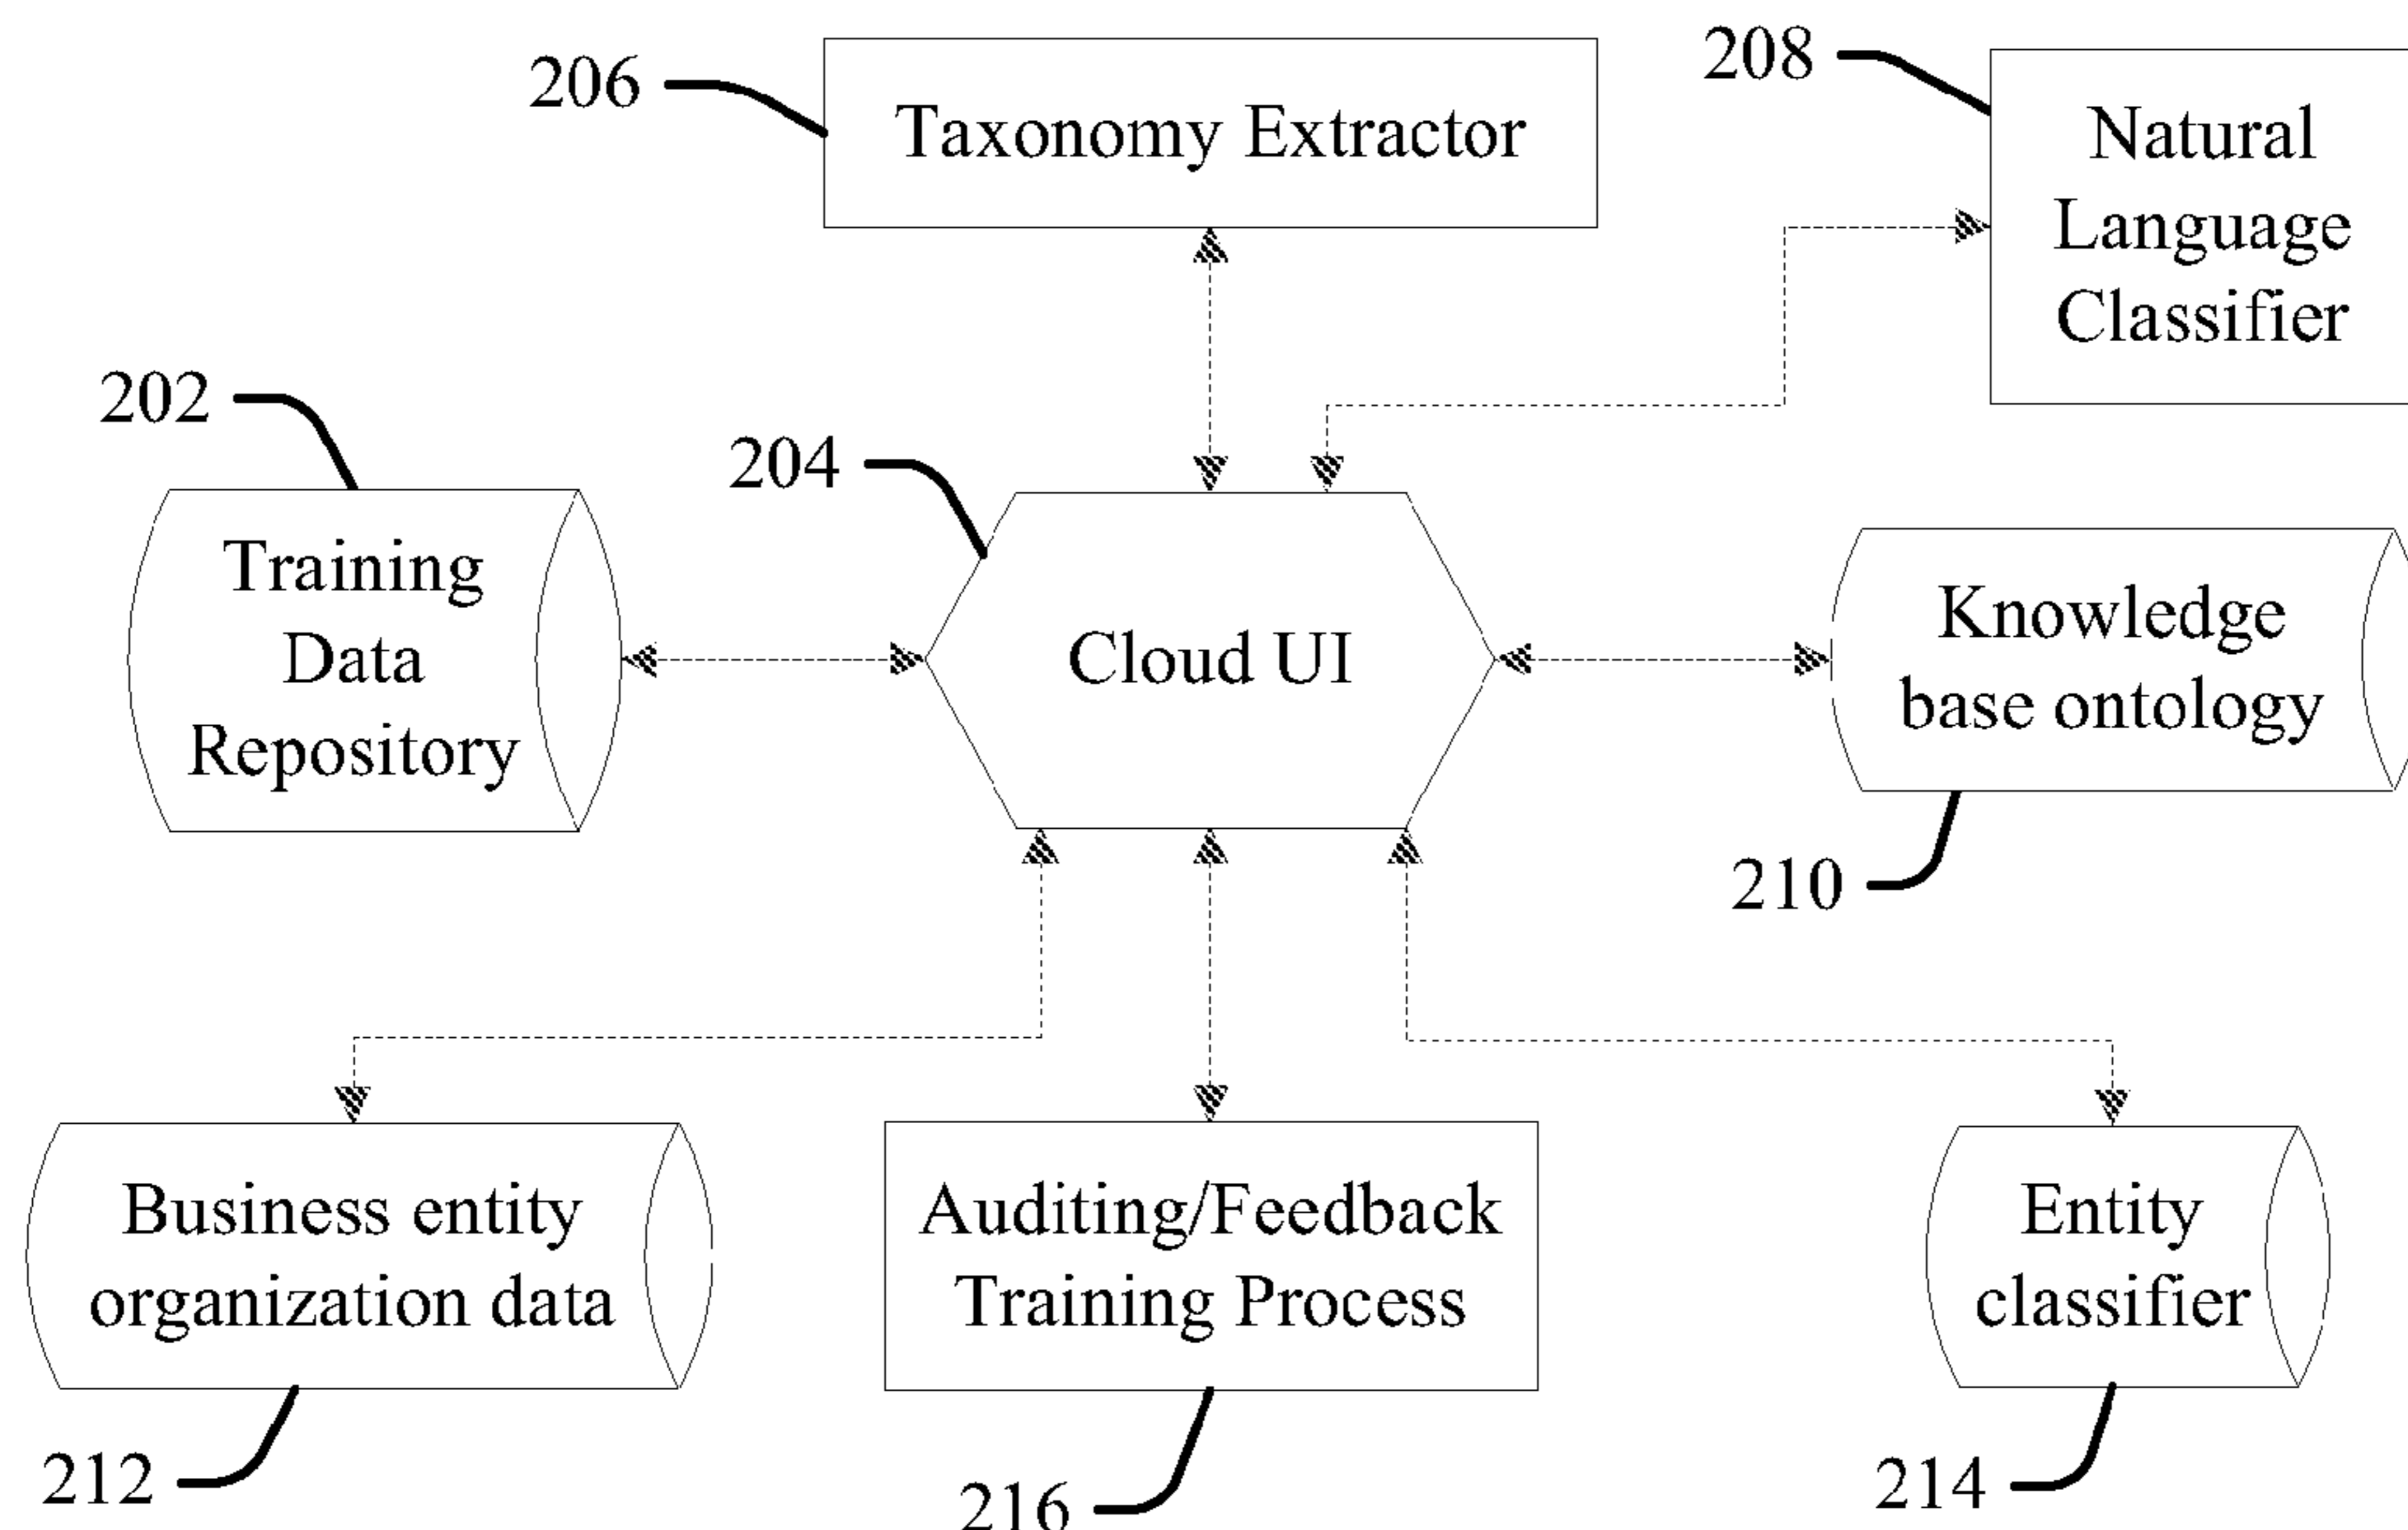 206
Taxonomy Extractor
208
Natural
Language
Classifier
202
Training
Data
Repository
204
Cloud UI
Knowledge
base ontology
210
Business entity
organization data
212
Auditing/Feedback
Training Process
216
Entity
classifier
214